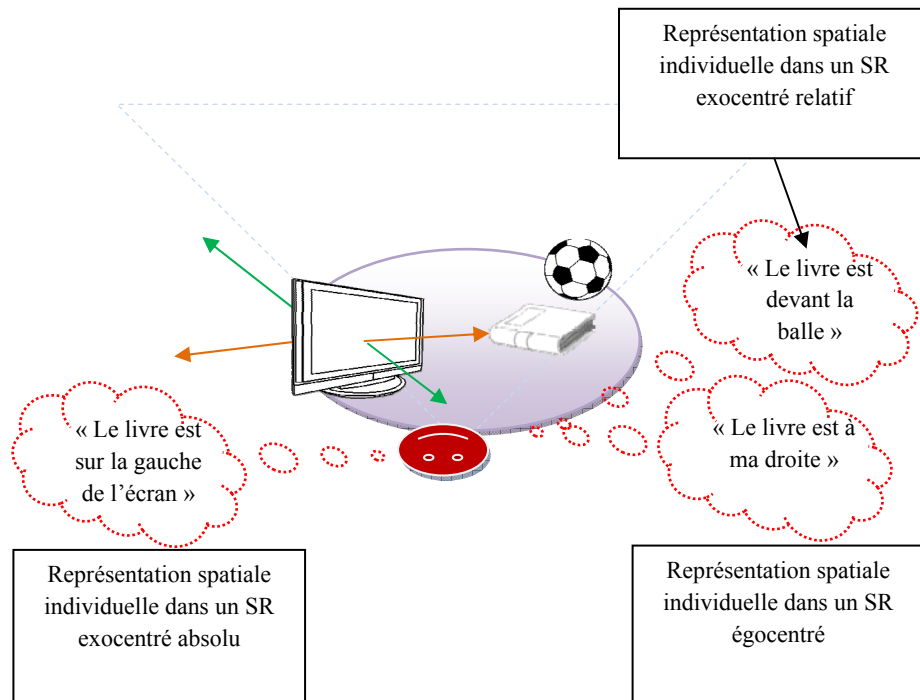 Représentation spatiale
individuelle dans un SR
exocentré relatif
« Le livre est
devant la
balle »
« Le livre est
sur la gauche
de l’écran »
« Le livre est à
ma droite »
Représentation spatiale
individuelle dans un SR
exocentré absolu
Représentation spatiale
individuelle dans un SR
égocentré